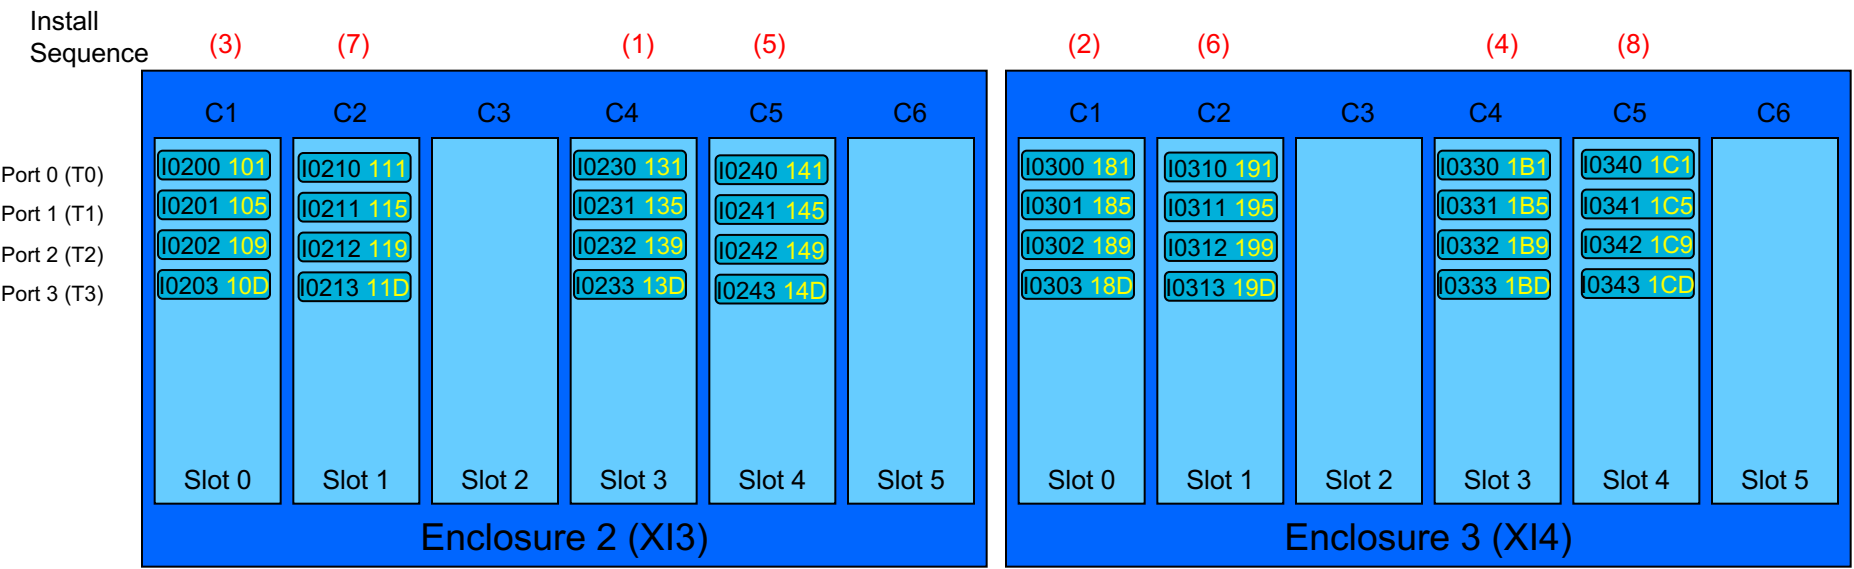 Install
Sequence (3) (7) (1) (5) (2) (6) (4) (8)
C1 C2 C3 C4 C5 C6 C1 C2 C3 C4 C5 C6
Port 0 (T0) I0200 101 I0210 111 I0230 131 I0240 141 I0300 181 I0310 191 I0330 1B1 I0340 1C1
Port 1 (T1) I0201 105 I0211 115 I0231 135 I0241 145 I0301 185 I0311 195 I0331 1B5 I0341 1C5
Port 2 (T2) I0202 109 I0212 119 I0232 139 I0242 149 I0302 189 I0312 199 I0332 1B9 I0342 1C9
Port 3 (T3) I0203 10D I0213 11D I0233 13D I0243 14D I0303 18D I0313 19D I0333 1BD I0343 1CD
Slot 0 Slot 1 Slot 2 Slot 3 Slot 4 Slot 5 Slot 0 Slot 1 Slot 2 Slot 3 Slot 4 Slot 5
Enclosure 2 (XI3) Enclosure 3 (XI4)